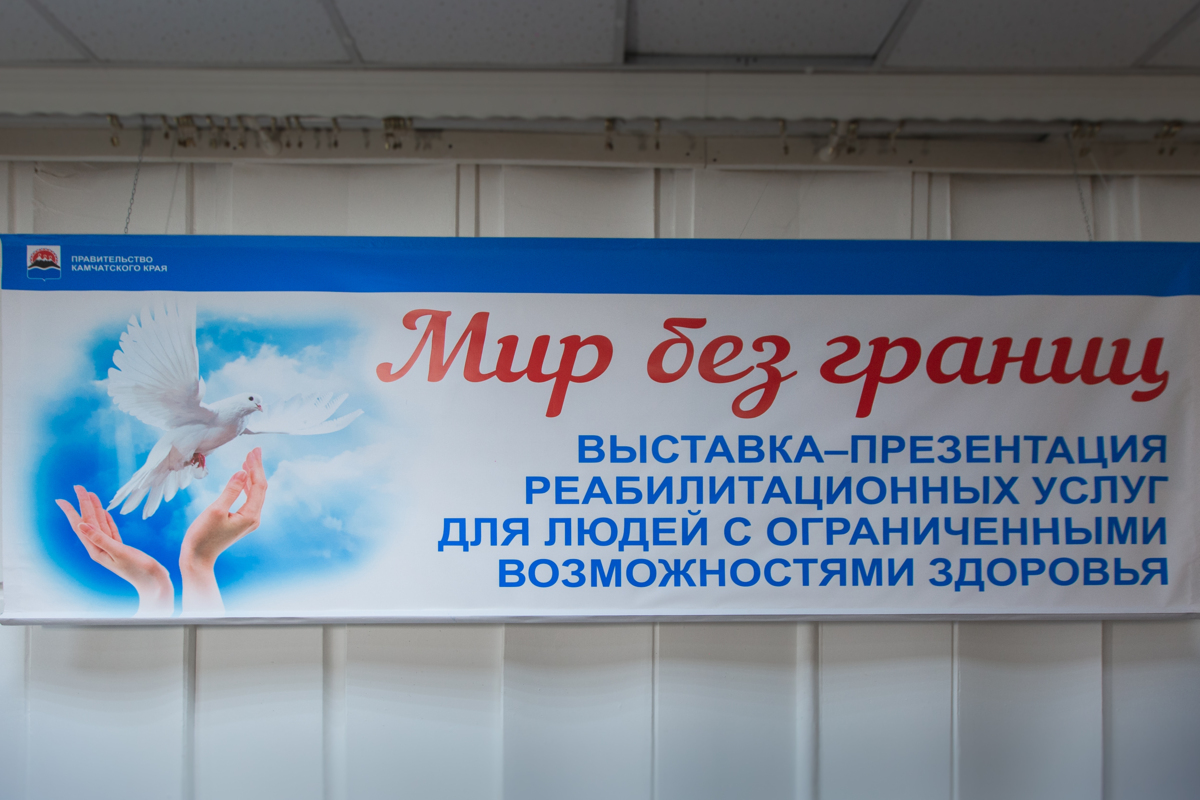 ПРАВИТЕЛЬСТВО
КАМЧАТСКОГО КРАЯ
Мир без границ
ВЫСТАВКА–ПРЕЗЕНТАЦИЯ
РЕАБИЛИТАЦИОННЫХ УСЛУГ
ДЛЯ ЛЮДЕЙ С ОГРАНИЧЕННЫМИ
ВОЗМОЖНОСТЯМИ ЗДОРОВЬЯ